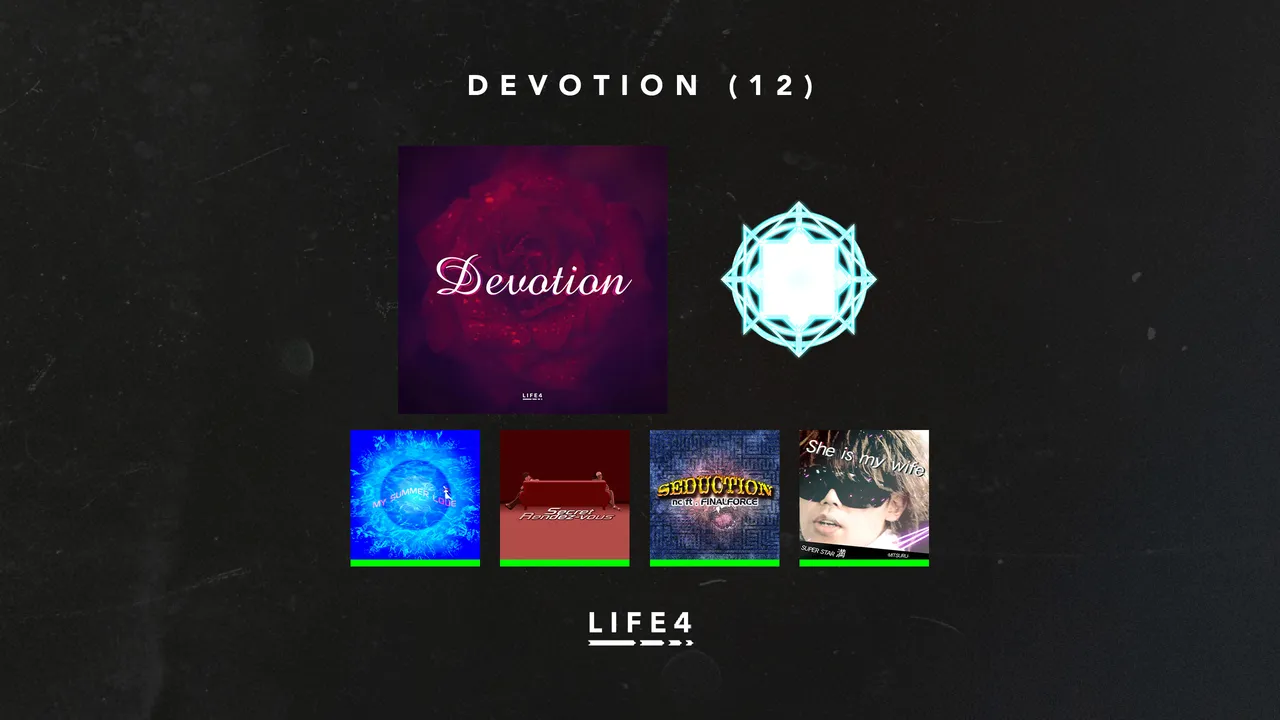 DEVOTION (12)
Devotion
LIFE4
MY SUMMER LOVE
Secret
Rendez-vous
SEDUCTION
nc ft. FINALFORCE
She is my wife
SUPER STAR 満
-MITSURU-
LIFE4